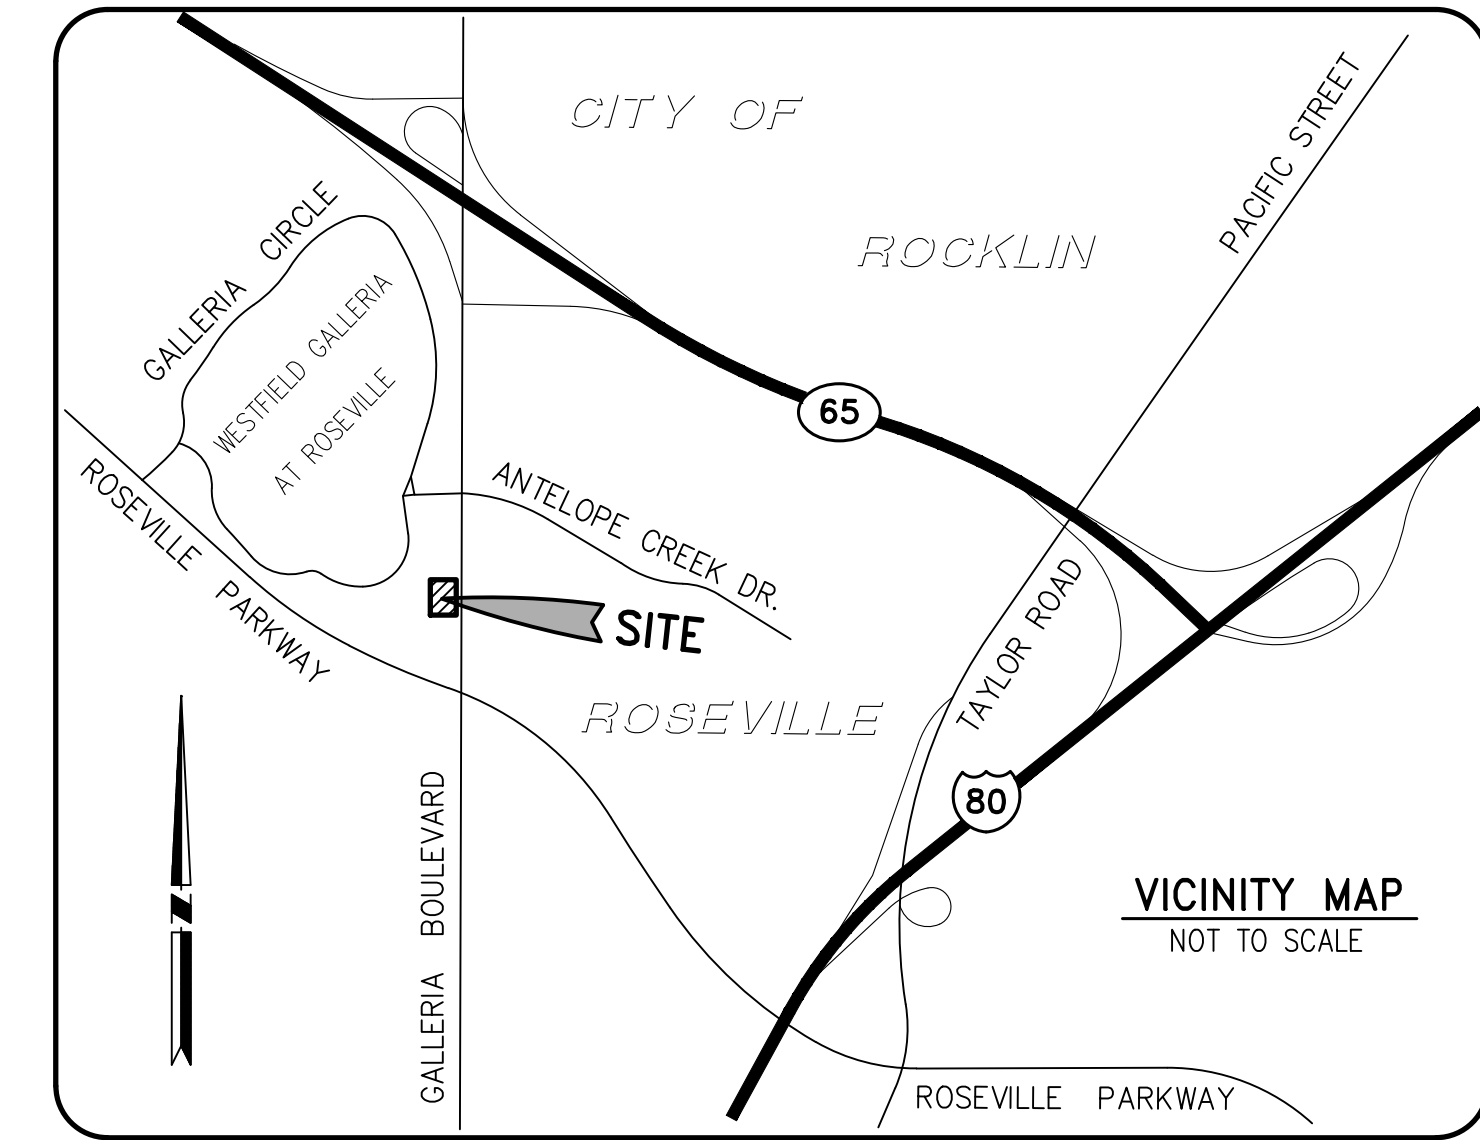 CITY OF
ROCKLIN
PACIFIC STREET
GALLERIA CIRCLE
WESTFIELD GALLERIA
AT ROSEVILLE
65
ROSEVILLE PARKWAY
ANTELOPE CREEK DR.
SITE
TAYLOR ROAD
ROSEVILLE
80
GALLERIA BOULEVARD
VICINITY MAP
NOT TO SCALE
ROSEVILLE PARKWAY